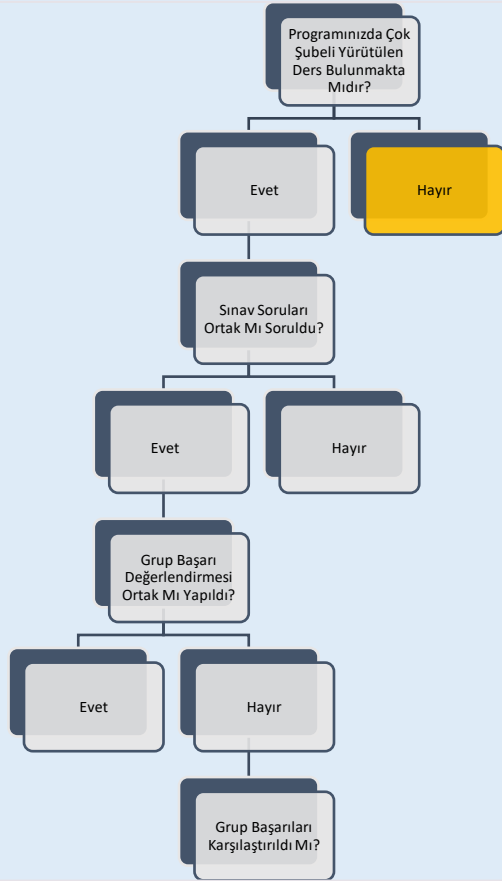 Programınızda Çok
Şubeli Yürütülen
Ders Bulunmakta
Mıdır?
Evet
Hayır
Sınav Soruları
Ortak Mı Soruldu?
Evet
Hayır
Grup Başarı
Değerlendirmesi
Ortak Mı Yapıldı?
Evet
Hayır
Grup Başarıları
Karşılaştırıldı Mı?